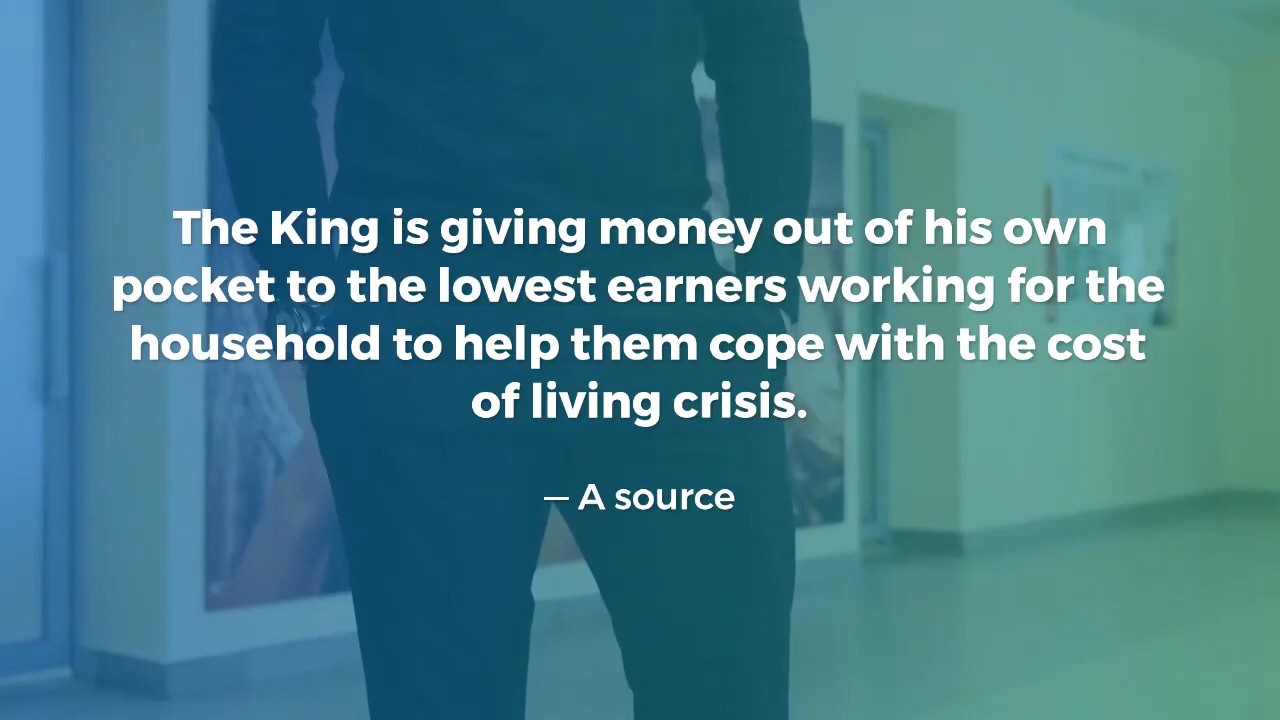 The King is giving money out of his own
pocket to the lowest earners working for the
household to help them cope with the cost
of living crisis.
— A source